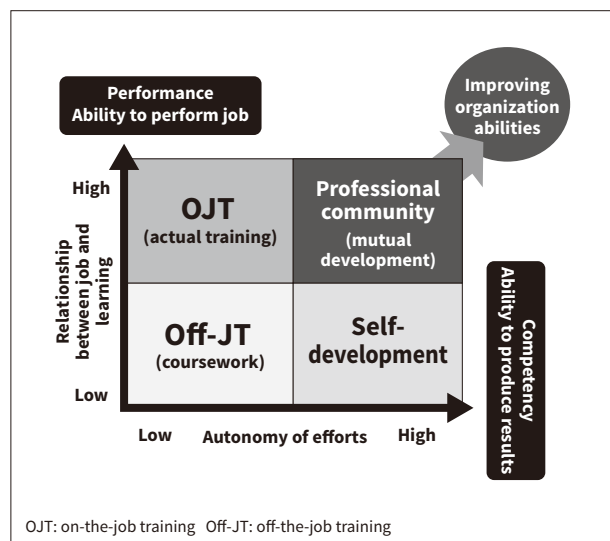 Performance
Ability to perform job
Improving
organization
abilities
High
OJT
(actual training)
Professional
community
(mutual
development)
Relationship
between job and
learning
Off-JT
(coursework)
Self-
development
Low
Competency
Ability to produce results
Low Autonomy of efforts High
OJT: on-the-job training Off-JT: off-the-job training